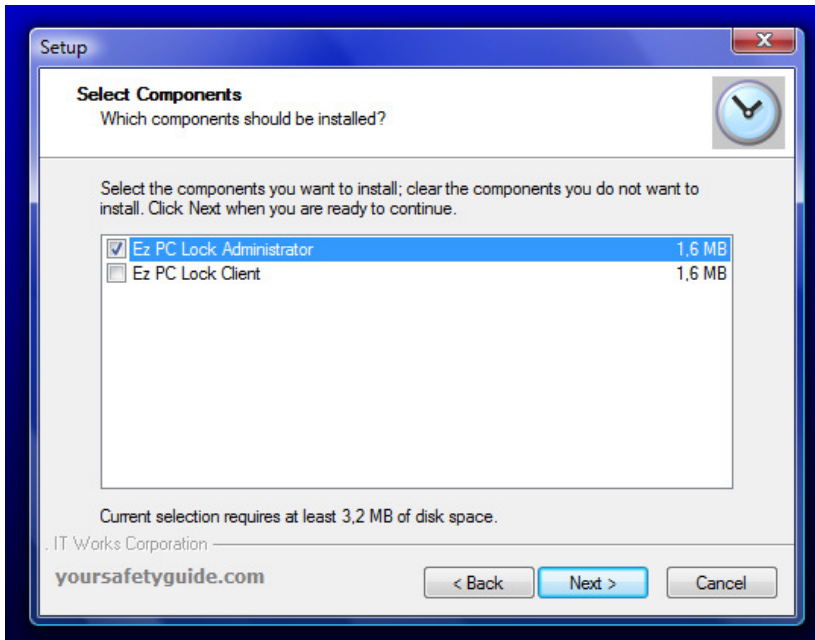 Setup
Select Components
Which components should be installed?
Select the components you want to install; clear the components you do not want to
install. Click Next when you are ready to continue.
Ez PC Lock Administrator 1,6 MB
Ez PC Lock Client 1,6 MB
Current selection requires at least 3,2 MB of disk space.
. IT Works Corporation
yoursafetyguide.com
< Back Next > Cancel